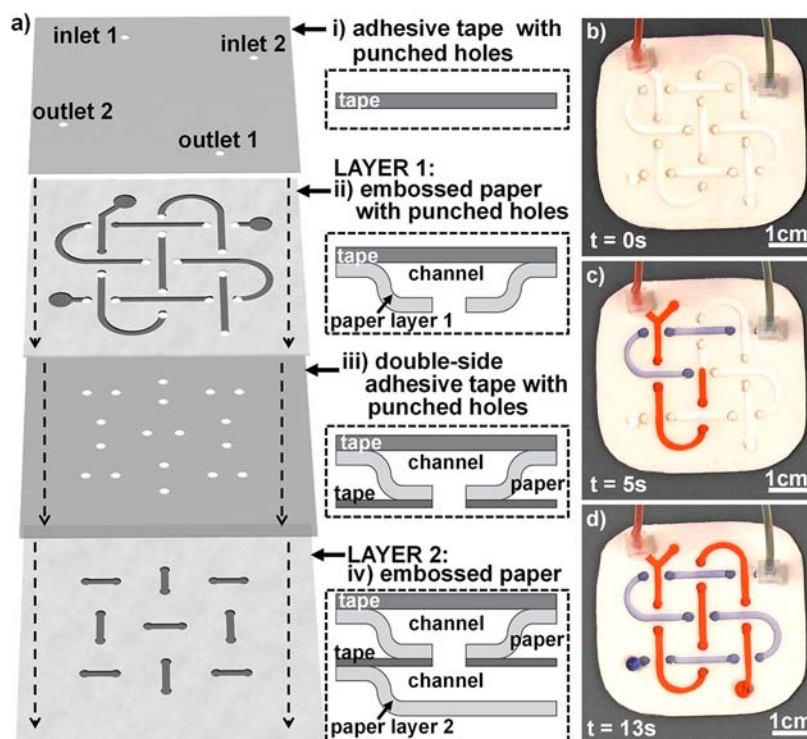 a)
inlet 1
inlet 2
outlet 2
outlet 1
i) adhesive tape with
punched holes
tape
LAYER 1:
ii) embossed paper
with punched holes
tape
channel
paper layer 1
iii) double-side
adhesive tape with
punched holes
tape
channel
tape
paper
LAYER 2:
iv) embossed paper
tape
channel
paper
tape
channel
paper layer 2
b)
t = 0s
1cm
c)
t = 5s
1cm
d)
t = 13s
1cm